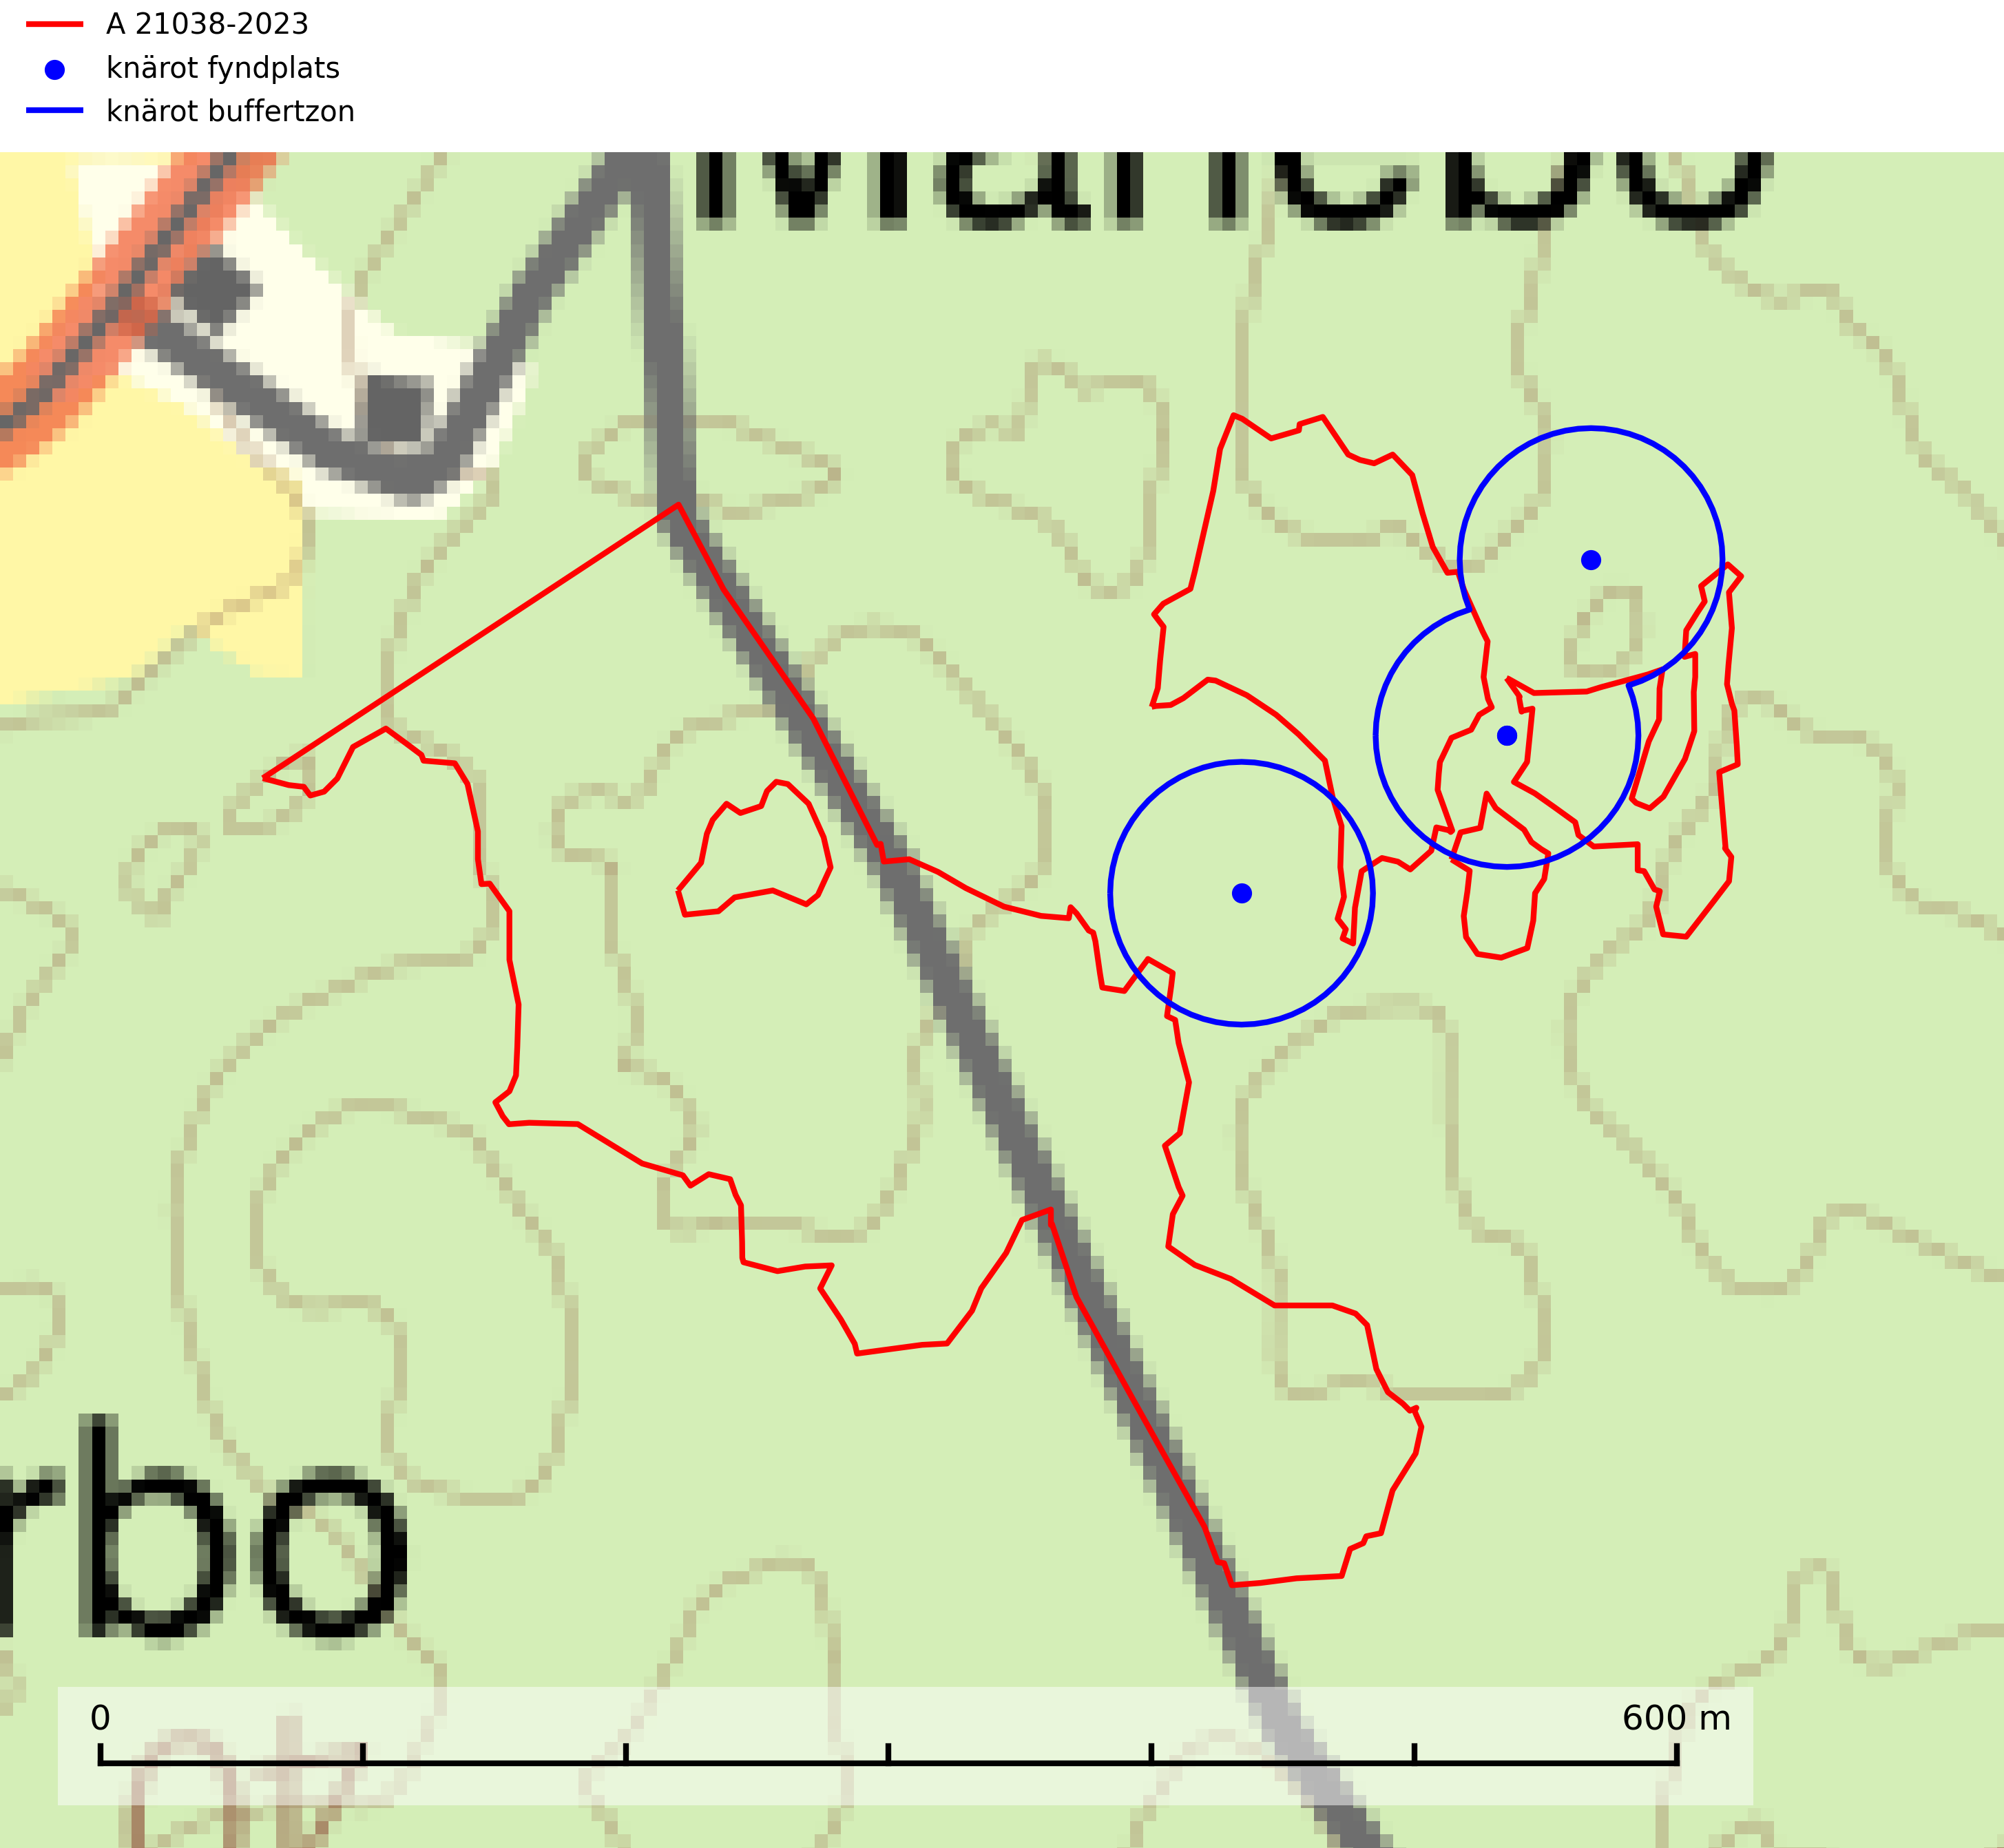 A 21038-2023
knärot fyndplats
knärot buffertzon
rbo
0 600 m